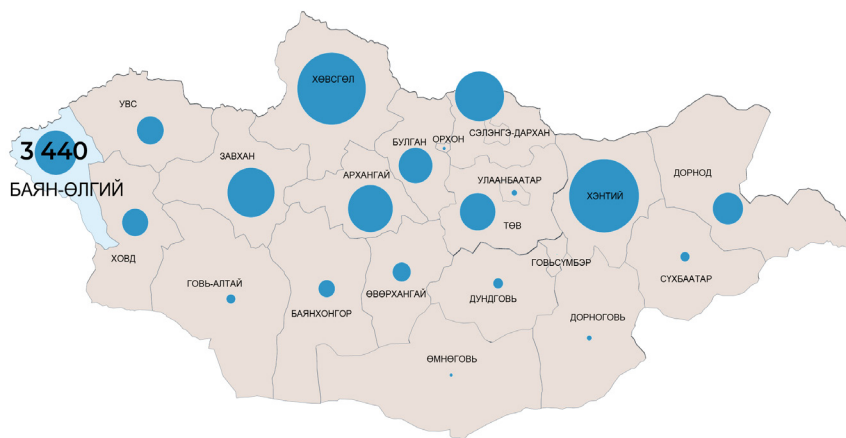 ХӨВСГӨЛ
УВС
СЭЛЭНГЭ-ДАРХАН
ОРХОН
БУЛГАН
3 440
ЗАВХАН
АРХАНГАЙ
УЛААНБААТАР
ДОРНОД
БАЯН-ӨЛГИЙ
ХЭНТИЙ
ТӨВ
ХОВД
ГОВЬСҮМБЭР
ГОВЬ-АЛТАЙ
БАЯНХОНГОР
ӨВӨРХАНГАЙ
ДУНДГОВЬ
СҮХБААТАР
ДОРНОГОВЬ
ӨМНӨГОВЬ